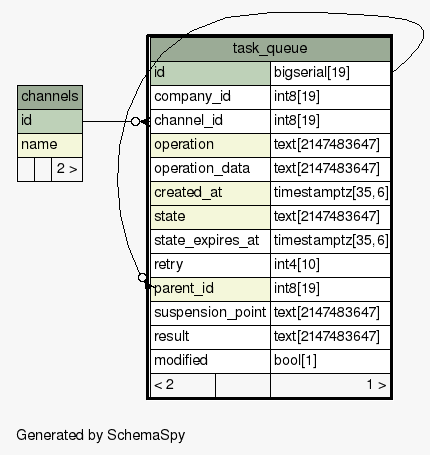 channels
id
name
2 >
task_queue
id bigserial[19]
company_id int8[19]
channel_id int8[19]
operation text[2147483647]
operation_data text[2147483647]
created_at timestamptz[35,6]
state text[2147483647]
state_expires_at timestamptz[35,6]
retry int4[10]
parent_id int8[19]
suspension_point text[2147483647]
result text[2147483647]
modified bool[1]
< 2 1 >
Generated by SchemaSpy